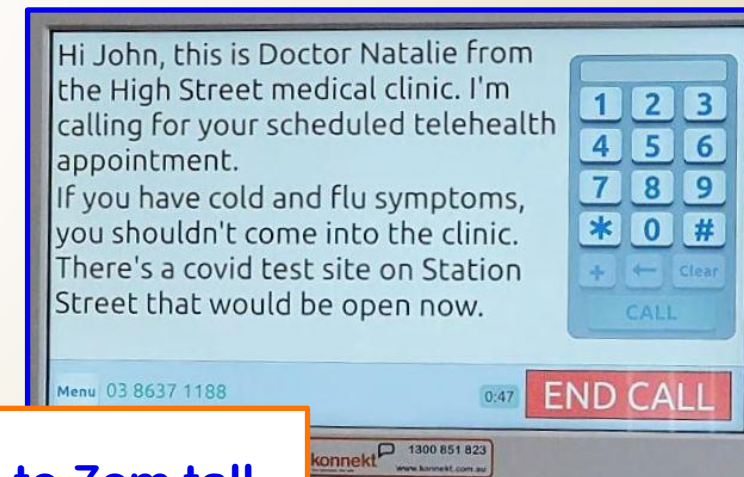 Hi John, this is Doctor Natalie from
the High Street medical clinic. I'm
calling for your scheduled telehealth
appointment.
If you have cold and flu symptoms,
you shouldn't come into the clinic.
There's a covid test site on Station
Street that would be open now.
1 2 3
4 5 6
7 8 9
* 0 #
+ ← Clear
CALL
Menu 03 8637 1188
0:47
END CALL
konnekt
1300 851 823
www.konnekt.com.au